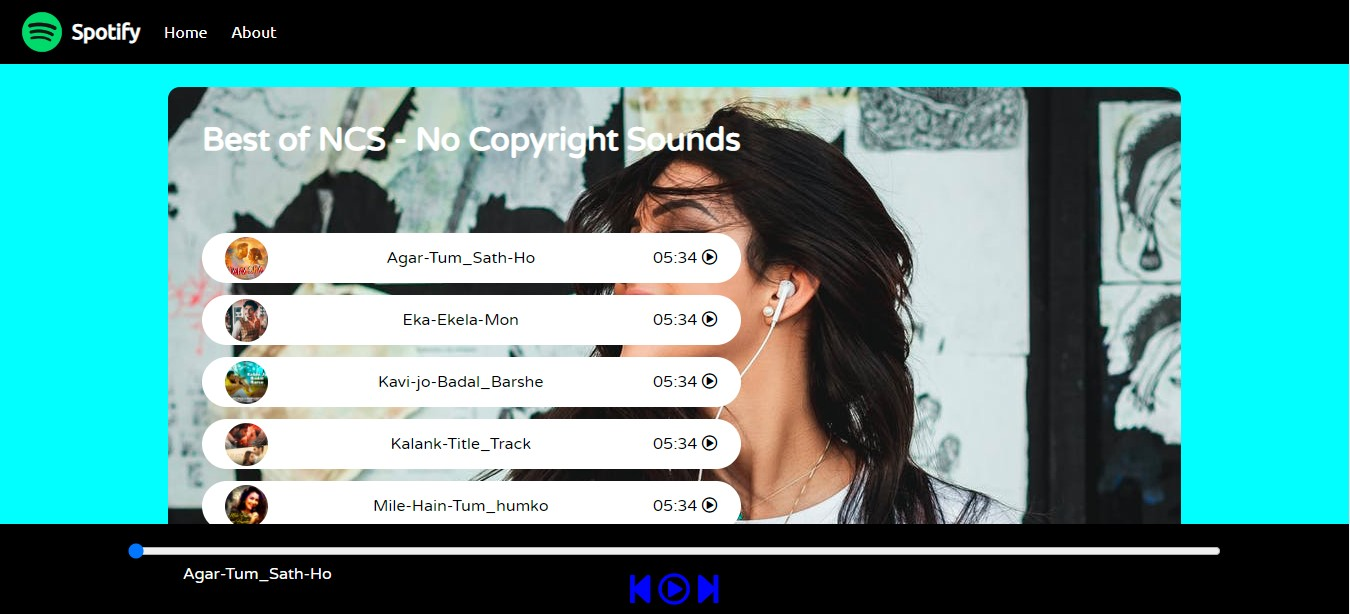 Spotify Home About
Best of NCS - No Copyright Sounds
Agar-Tum_Sath-Ho 05:34
Eka-Ekela-Mon 05:34
Kavi-jo-Badal_Barshe 05:34
Kalank-Title_Track 05:34
Mile-Hain-Tum_humko 05:34
Agar-Tum_Sath-Ho